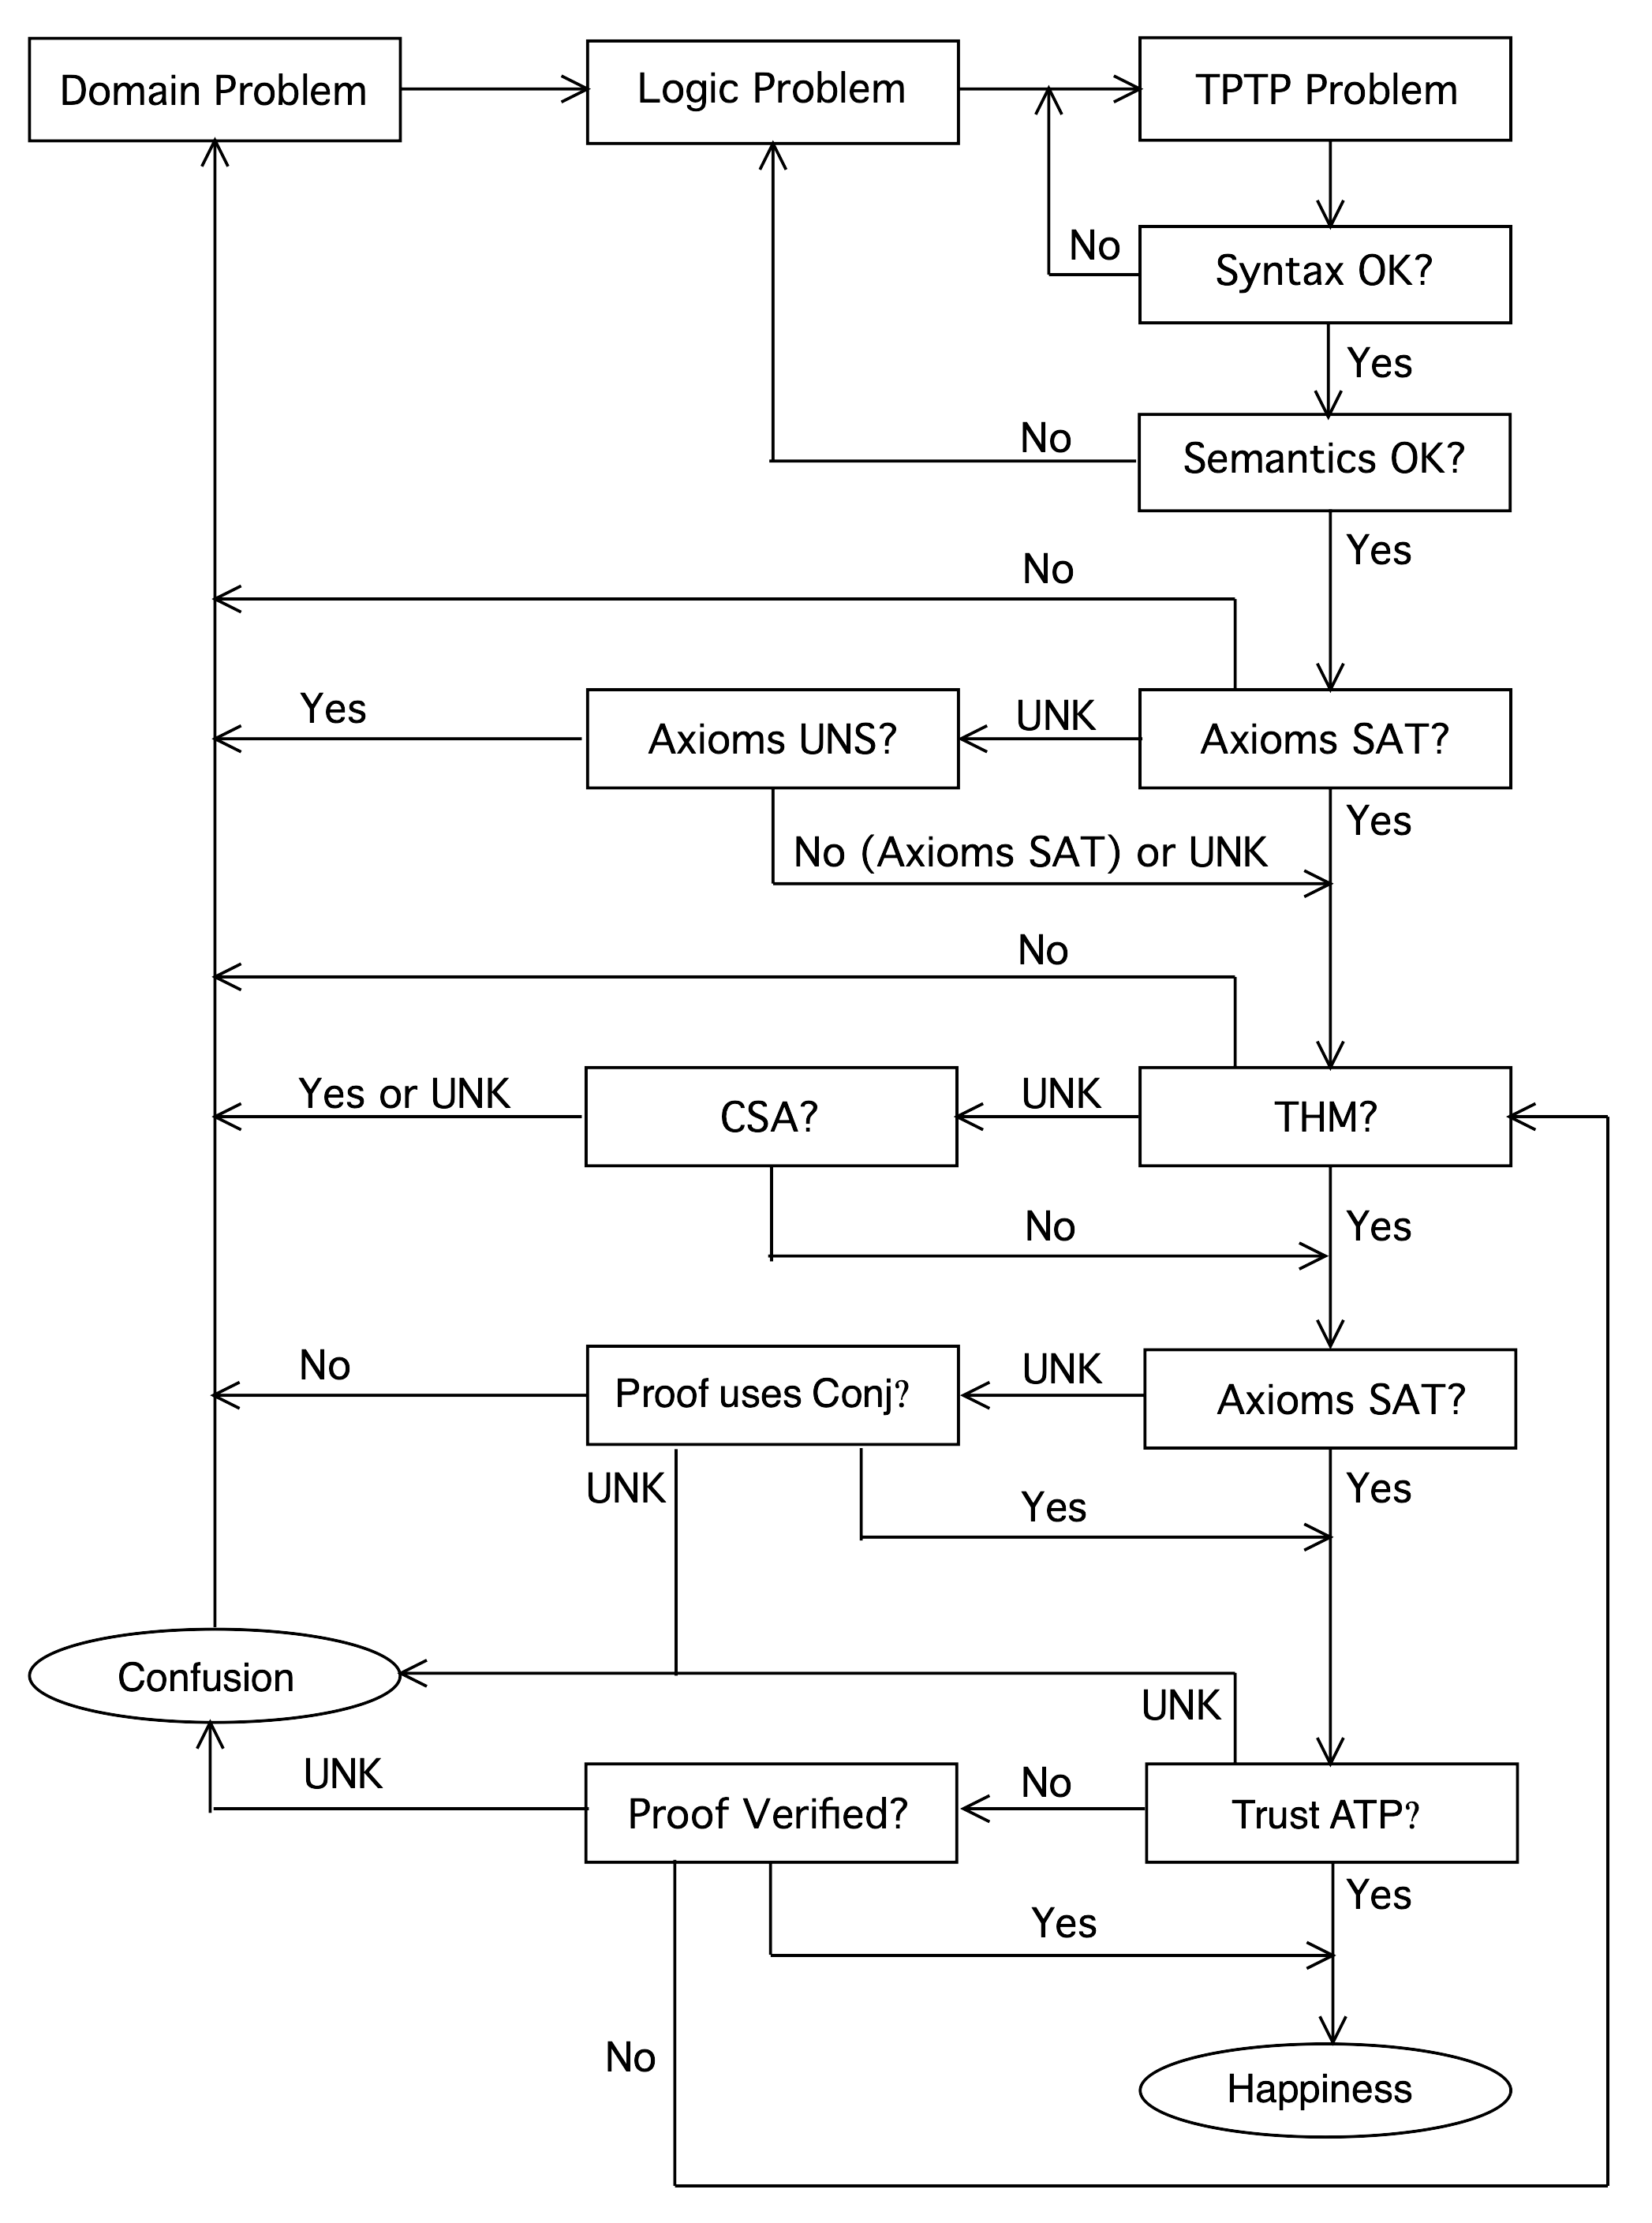 Domain Problem
Logic Problem
TPTP Problem
No
Syntax OK?
Yes
No
Semantics OK?
Yes
No
Yes
Axioms UNS?
UNK
Axioms SAT?
Yes
No (Axioms SAT) or UNK
No
Yes or UNK
CSA?
UNK
THM?
No
Yes
No
Proof uses Conj?
UNK
Axioms SAT?
UNK
Yes
Yes
Confusion
UNK
UNK
Proof Verified?
No
Trust ATP?
Yes
Yes
No
Happiness